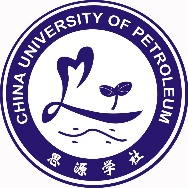 CHINA UNIVERSITY OF PETROLEUM
思源学社